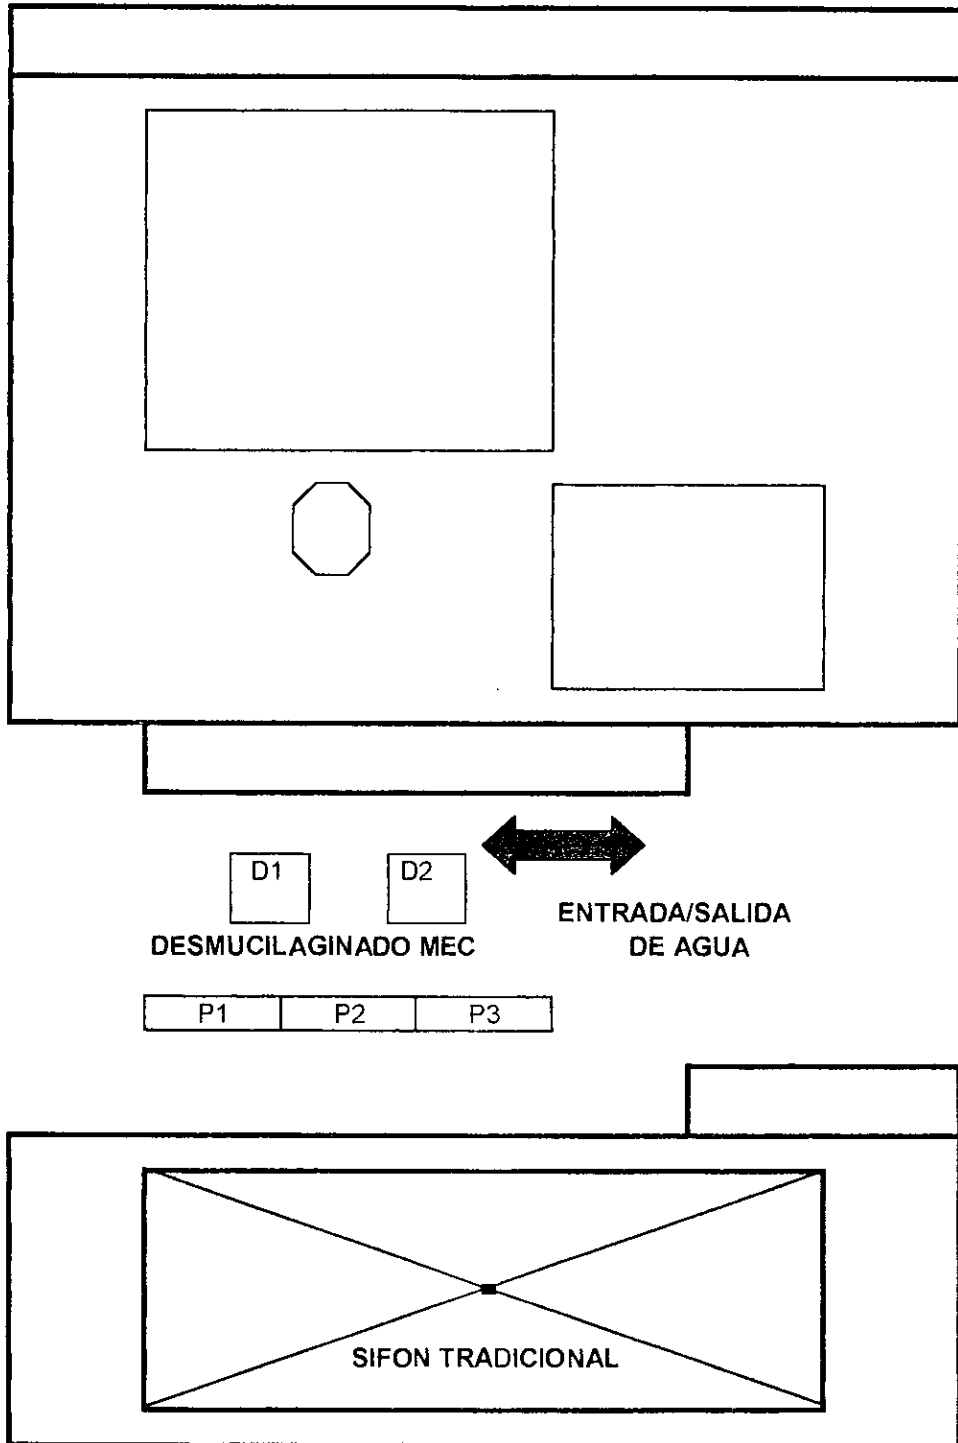 D1
D2
ENTRADA/SALIDA
DE AGUA
DESMUCILAGINADO MEC
P1
P2
P3
SIFON TRADICIONAL